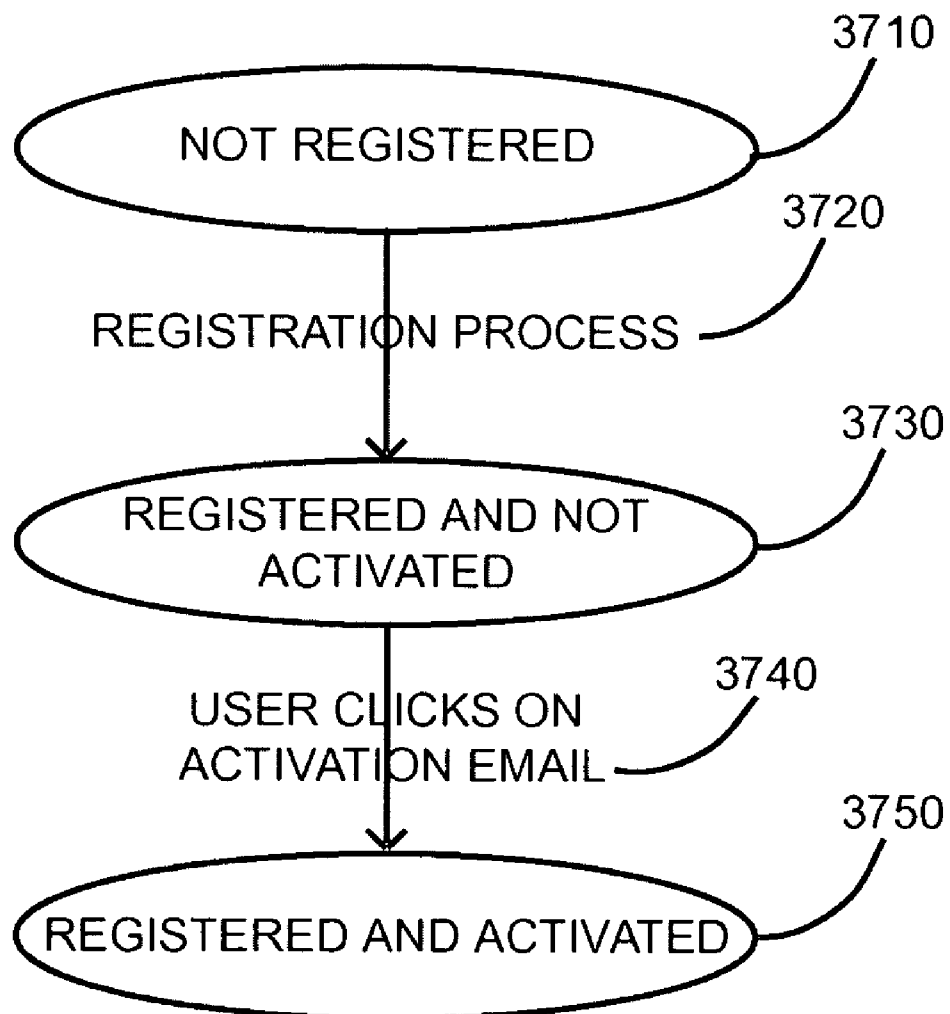 3710
NOT REGISTERED
3720
REGISTRATION PROCESS
3730
REGISTERED AND NOT
ACTIVATED
3740
USER CLICKS ON
ACTIVATION EMAIL
3750
REGISTERED AND ACTIVATED